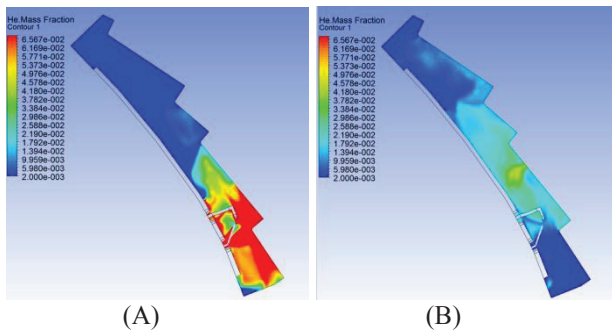 He.Mass Fraction
Contour 1
6.567e-002
6.169e-002
5.771e-002
5.373e-002
4.976e-002
4.578e-002
4.180e-002
3.782e-002
3.384e-002
2.986e-002
2.588e-002
2.190e-002
1.792e-002
1.394e-002
9.959e-003
5.980e-003
2.000e-003
He.Mass Fraction
Contour 1
6.567e-002
6.169e-002
5.771e-002
5.373e-002
4.976e-002
4.578e-002
4.180e-002
3.782e-002
3.384e-002
2.986e-002
2.588e-002
2.190e-002
1.792e-002
1.394e-002
9.959e-003
5.980e-003
2.000e-003
(A)
(B)